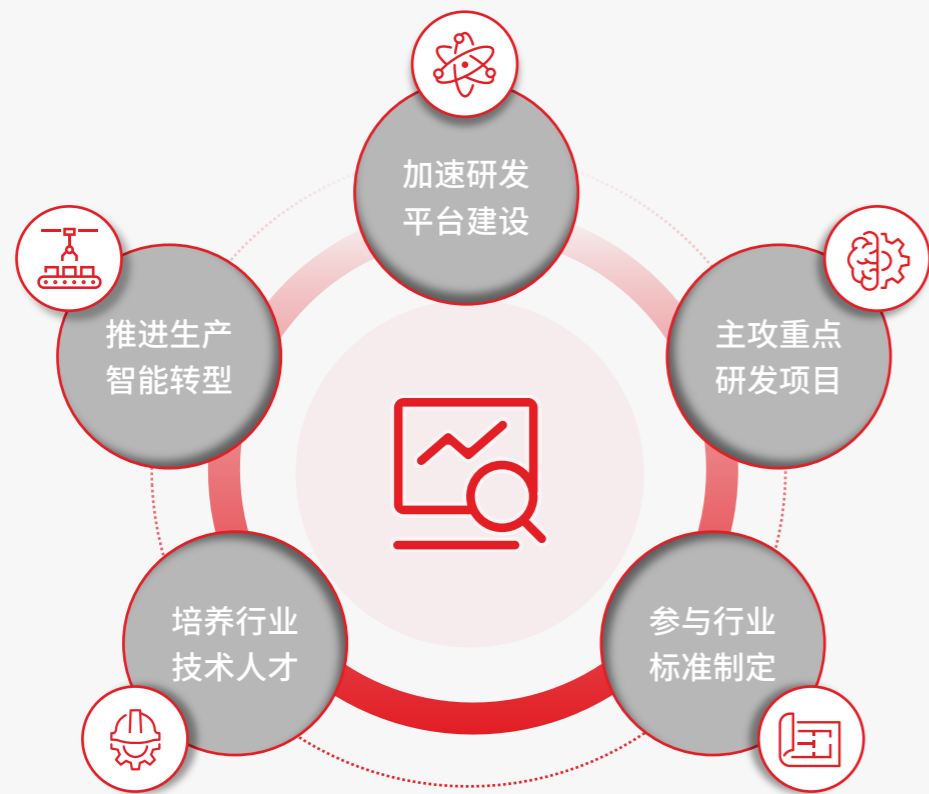 加速研发
平台建设
推进生产
智能转型
主攻重点
研发项目
培养行业
技术人才
参与行业
标准制定